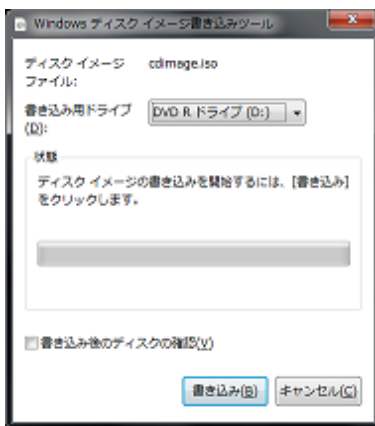 Windows ディスク イメージ書き込みツール
ディスク イメージ cdimage.iso
ファイル:
書き込み用ドライブ DVD R ドライブ (D:)
(D):
状態
ディスク イメージの書き込みを開始するには、[書き込み]
をクリックします。
書き込み後のディスクの確認(V)
書き込み(B) キャンセル(C)